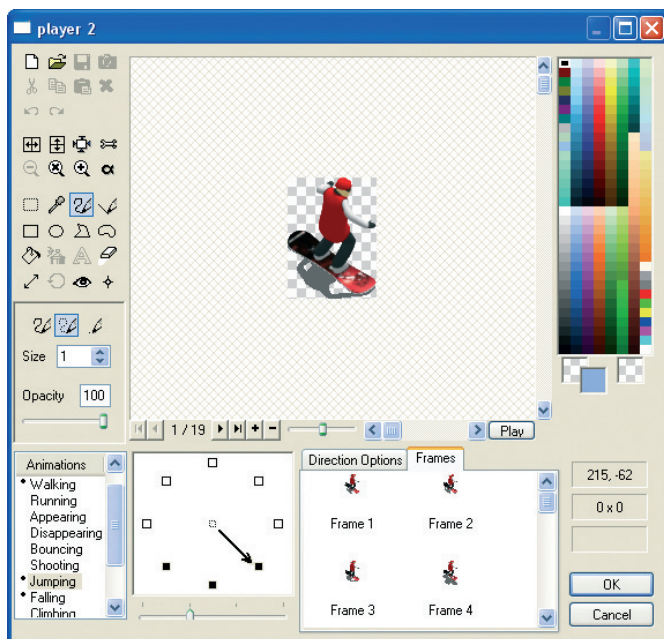 player 2
α
A
Size 1
Opacity 100
1 / 19
Play
Animations
Walking
Running
Appearing
Disappearing
Bouncing
Shooting
Jumping
Falling
Climbing
Direction Options
Frames
Frame 1
Frame 2
Frame 3
Frame 4
215, -62
0 x 0
OK
Cancel